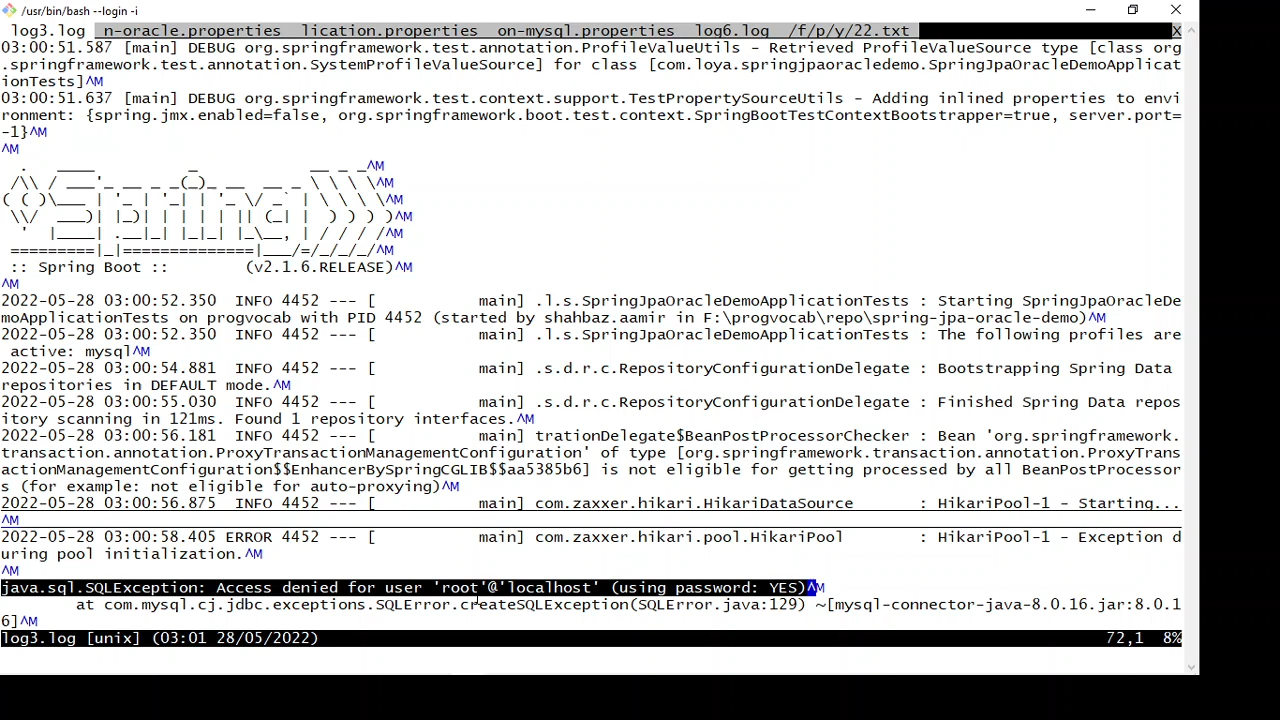 /usr/bin/bash --login -i
log3.log  n-oracle.properties  lication.properties  on-mysql.properties  log6.log  /f/p/y/22.txt  X
03:00:51.587 [main] DEBUG org.springframework.test.annotation.ProfileValueUtils - Retrieved ProfileValueSource type [class org
.springframework.test.annotation.SystemProfileValueSource] for class [com.loya.springjpaoracledemo.SpringJpaOracleDemoApplicat
ionTests]^M
03:00:51.637 [main] DEBUG org.springframework.test.context.support.TestPropertySourceUtils - Adding inlined properties to envi
ronment: {spring.jmx.enabled=false, org.springframework.boot.test.context.SpringBootTestContextBootstrapper=true, server.port=
-1}^M
^M
  .   ____          _            __ _ _^M
 /\\ / ___'_ __ _ _(_)_ __  __ _ \ \ \ \^M
( ( )\___ | '_ | '_| | '_ \/ _` | \ \ \ \^M
 \\/  ___)| |_)| | | | | || (_| |  ) ) ) )^M
  '  |____| .__|_| |_|_| |_\__, | / / / /^M
 =========|_|==============|___/=/_/_/_/^M
 :: Spring Boot ::        (v2.1.6.RELEASE)^M
^M
2022-05-28 03:00:52.350  INFO 4452 --- [           main] .l.s.SpringJpaOracleDemoApplicationTests : Starting SpringJpaOracleDe
moApplicationTests on progvocab with PID 4452 (started by shahbaz.aamir in F:\progvocab\repo\spring-jpa-oracle-demo)^M
2022-05-28 03:00:52.350  INFO 4452 --- [           main] .l.s.SpringJpaOracleDemoApplicationTests : The following profiles are
 active: mysql^M
2022-05-28 03:00:54.881  INFO 4452 --- [           main] .s.d.r.c.RepositoryConfigurationDelegate : Bootstrapping Spring Data
repositories in DEFAULT mode.^M
2022-05-28 03:00:55.030  INFO 4452 --- [           main] .s.d.r.c.RepositoryConfigurationDelegate : Finished Spring Data repos
itory scanning in 121ms. Found 1 repository interfaces.^M
2022-05-28 03:00:56.181  INFO 4452 --- [           main] trationDelegate$BeanPostProcessorChecker : Bean 'org.springframework.
transaction.annotation.ProxyTransactionManagementConfiguration' of type [org.springframework.transaction.annotation.ProxyTrans
actionManagementConfiguration$$EnhancerBySpringCGLIB$$aa5385b6] is not eligible for getting processed by all BeanPostProcessor
s (for example: not eligible for auto-proxying)^M
2022-05-28 03:00:56.875  INFO 4452 --- [           main] com.zaxxer.hikari.HikariDataSource       : HikariPool-1 - Starting...
^M
2022-05-28 03:00:58.405 ERROR 4452 --- [           main] com.zaxxer.hikari.pool.HikariPool        : HikariPool-1 - Exception d
uring pool initialization.^M
^M
java.sql.SQLException: Access denied for user 'root'@'localhost' (using password: YES)^M
        at com.mysql.cj.jdbc.exceptions.SQLError.createSQLException(SQLError.java:129) ~[mysql-connector-java-8.0.16.jar:8.0.1
6]^M
log3.log [unix] (03:01 28/05/2022)  72,1  8%